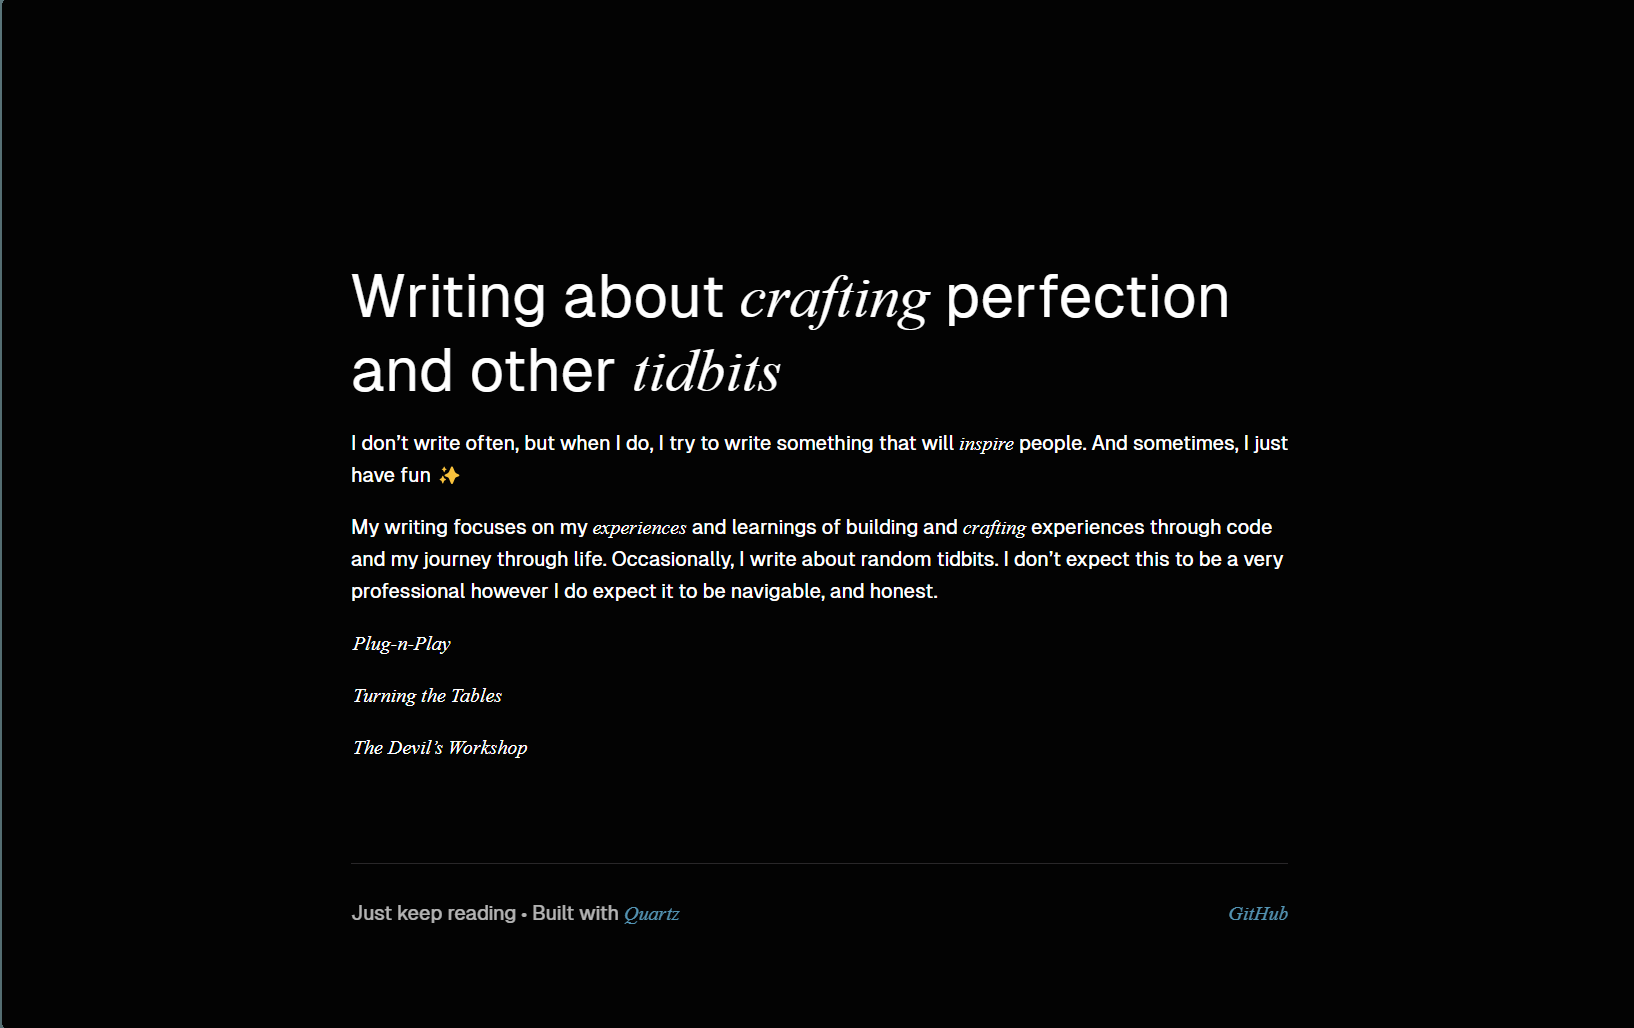 Writing about crafting perfection
and other tidbits
I don’t write often, but when I do, I try to write something that will inspire people. And sometimes, I just
have fun ✨
My writing focuses on my experiences and learnings of building and crafting experiences through code
and my journey through life. Occasionally, I write about random tidbits. I don’t expect this to be a very
professional however I do expect it to be navigable, and honest.
Plug-n-Play
Turning the Tables
The Devil’s Workshop
Just keep reading • Built with Quartz
GitHub